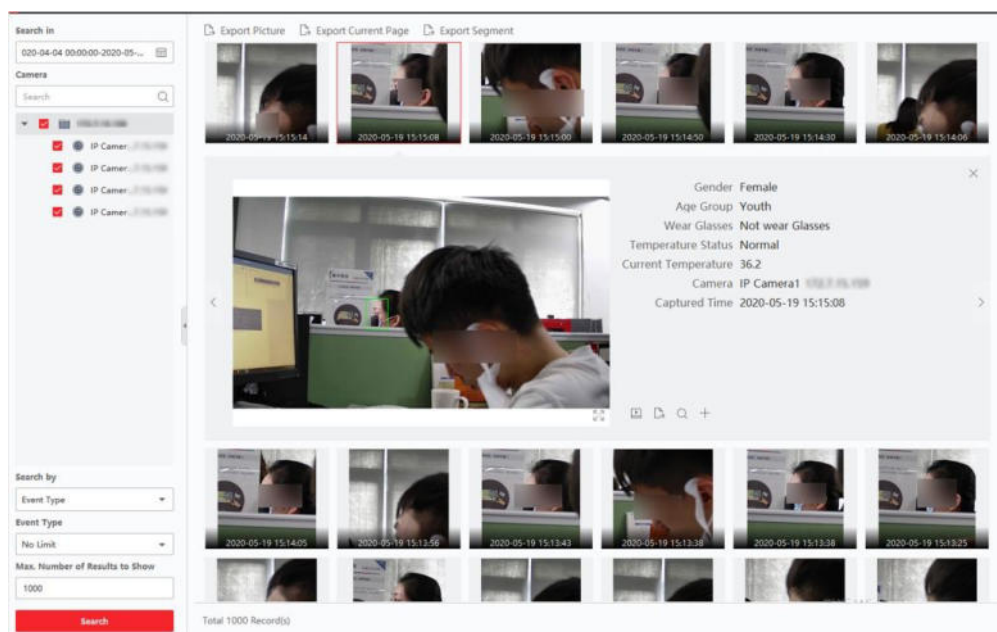 Search in
Export Picture
Export Current Page
Export Segment
020-04-04 00:00:00-2020-05-...
Camera
Search
IP Camer...
IP Camer...
IP Camer...
IP Camer...
2020-05-19 15:15:14
2020-05-19 15:15:08
2020-05-19 15:15:00
2020-05-19 15:14:50
2020-05-19 15:14:30
2020-05-19 15:14:06
Gender Female
Age Group Youth
Wear Glasses Not wear Glasses
Temperature Status Normal
Current Temperature 36.2
Camera IP Camera1
Captured Time 2020-05-19 15:15:08
2020-05-19 15:14:05
2020-05-19 15:13:56
2020-05-19 15:13:43
2020-05-19 15:13:38
2020-05-19 15:13:38
2020-05-19 15:13:25
Search by
Event Type
Event Type
No Limit
Max. Number of Results to Show
1000
Search
Total 1000 Record(s)